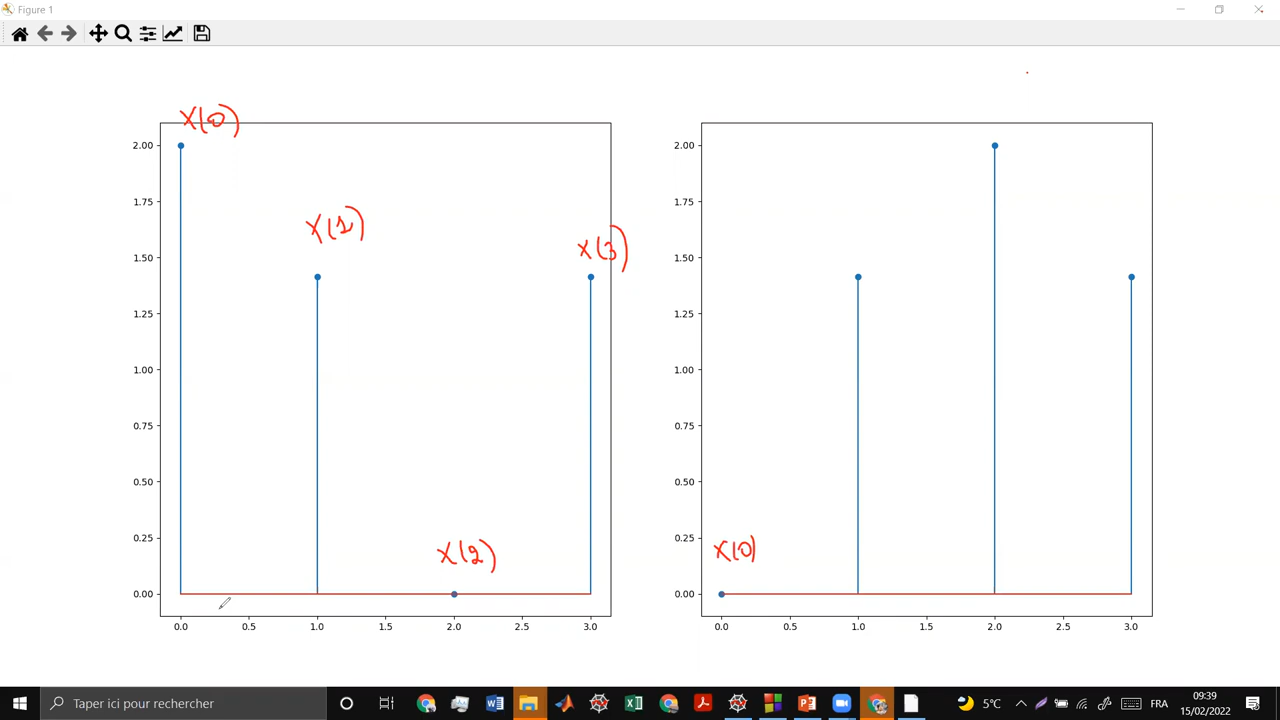 Figure 1
X(0)
2.00
1.75
1.50
1.25
1.00
0.75
0.50
0.25
0.00
X(1)
X(3)
X(2)
0.0 0.5 1.0 1.5 2.0 2.5 3.0
2.00
1.75
1.50
1.25
1.00
0.75
0.50
0.25
0.00
X(0)
0.0 0.5 1.0 1.5 2.0 2.5 3.0
Taper ici pour rechercher
5°C
FRA
09:39
15/02/2022